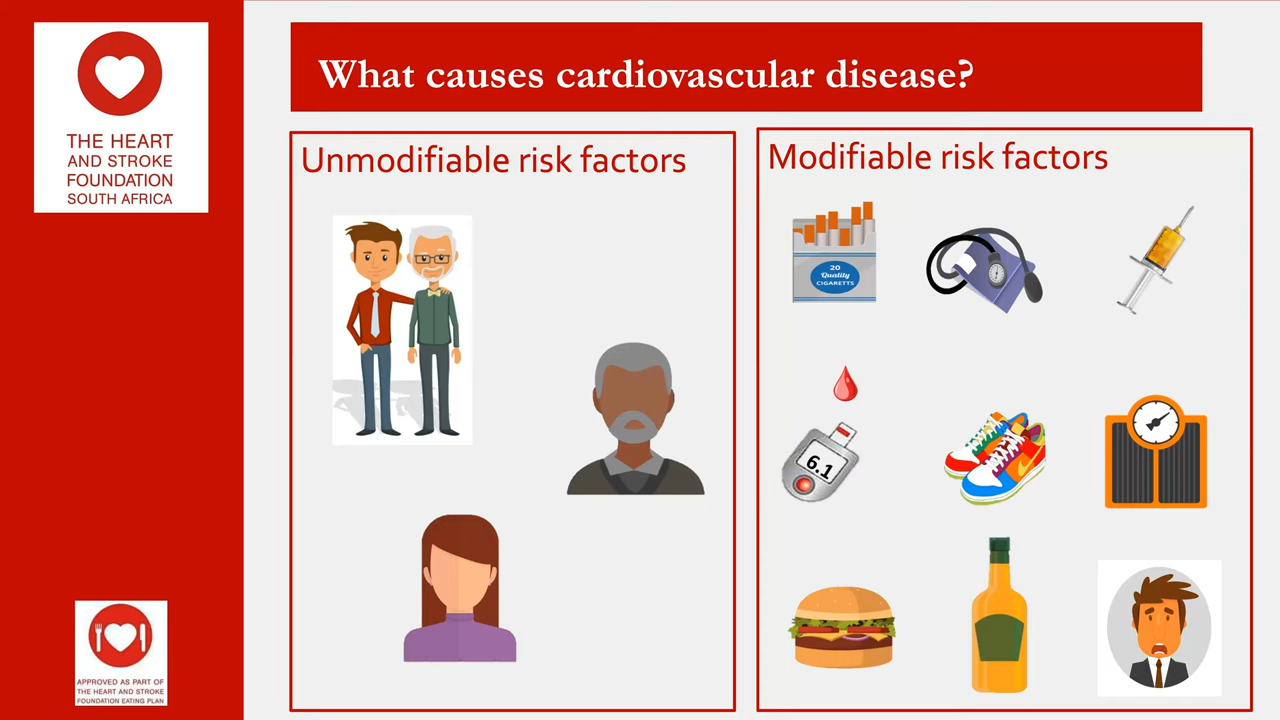 THE HEART
AND STROKE
FOUNDATION
SOUTH AFRICA
What causes cardiovascular disease?
Unmodifiable risk factors
Modifiable risk factors
20
Quality
CIGARETTS
6.1
APPROVED AS PART OF
THE HEART AND STROKE
FOUNDATION EATING PLAN